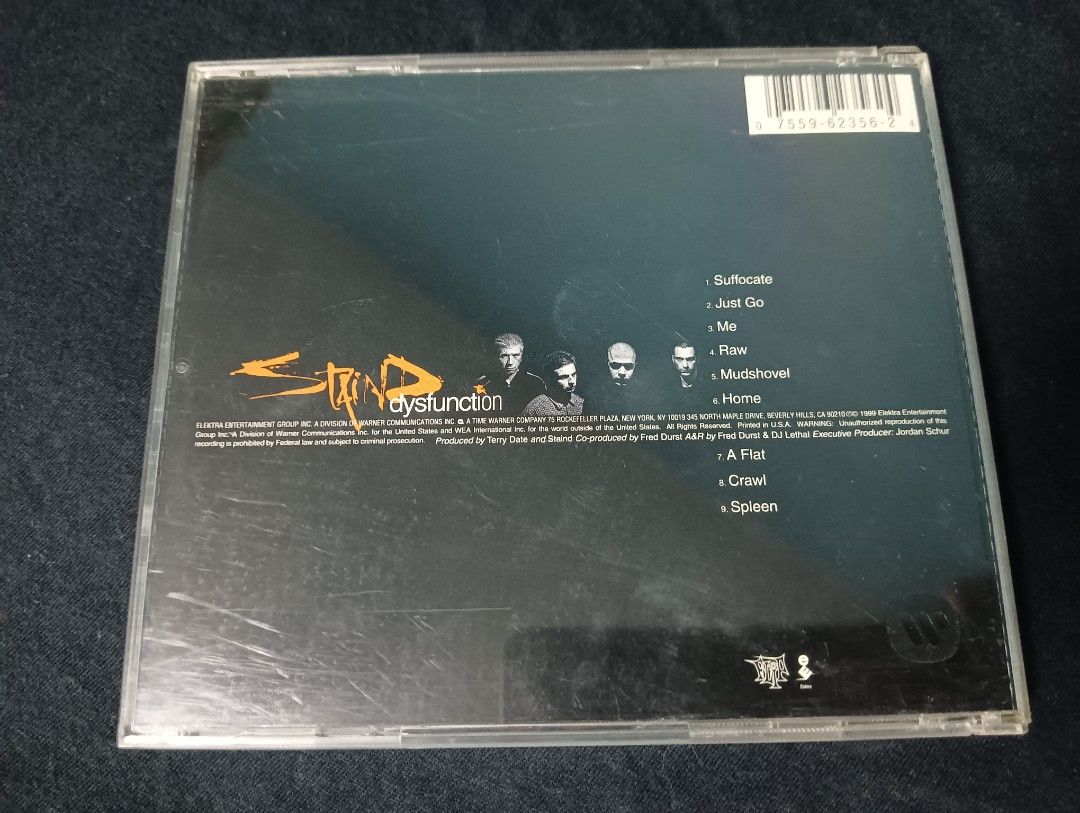 0 7559-62356-2 4
1. Suffocate
2. Just Go
3. Me
4. Raw
5. Mudshovel
6. Home
STAIND
dysfunction
ELEKTRA ENTERTAINMENT GROUP INC. A DIVISION OF WARNER COMMUNICATIONS INC. A TIME WARNER COMPANY 75 ROCKEFELLER PLAZA, NEW YORK, NY 10019 345 NORTH MAPLE DRIVE, BEVERLY HILLS, CA 90210 ©℗ 1999 Elektra Entertainment
Group Inc. A Division of Warner Communications Inc. for the United States and WEA International Inc. for the world outside of the United States. All Rights Reserved. Printed in U.S.A. WARNING: Unauthorized reproduction of this
recording is prohibited by Federal law and subject to criminal prosecution. Produced by Terry Date and Staind Co-produced by Fred Durst A&R by Fred Durst & DJ Lethal Executive Producer: Jordan Schur
7. A Flat
8. Crawl
9. Spleen
Elektra